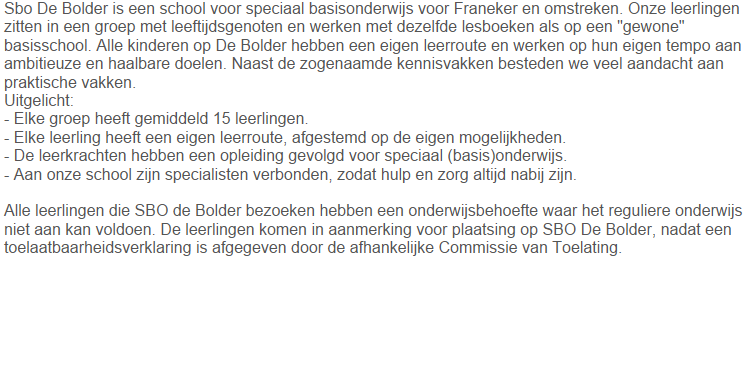 Sbo De Bolder is een school voor speciaal basisonderwijs voor Franeker en omstreken. Onze leerlingen
zitten in een groep met leeftijdsgenoten en werken met dezelfde lesboeken als op een "gewone"
basisschool. Alle kinderen op De Bolder hebben een eigen leerroute en werken op hun eigen tempo aan
ambitieuze en haalbare doelen. Naast de zogenaamde kennisvakken besteden we veel aandacht aan
praktische vakken.
Uitgelicht:
- Elke groep heeft gemiddeld 15 leerlingen.
- Elke leerling heeft een eigen leerroute, afgestemd op de eigen mogelijkheden.
- De leerkrachten hebben een opleiding gevolgd voor speciaal (basis)onderwijs.
- Aan onze school zijn specialisten verbonden, zodat hulp en zorg altijd nabij zijn.
Alle leerlingen die SBO de Bolder bezoeken hebben een onderwijsbehoefte waar het reguliere onderwijs
niet aan kan voldoen. De leerlingen komen in aanmerking voor plaatsing op SBO De Bolder, nadat een
toelaatbaarheidsverklaring is afgegeven door de afhankelijke Commissie van Toelating.